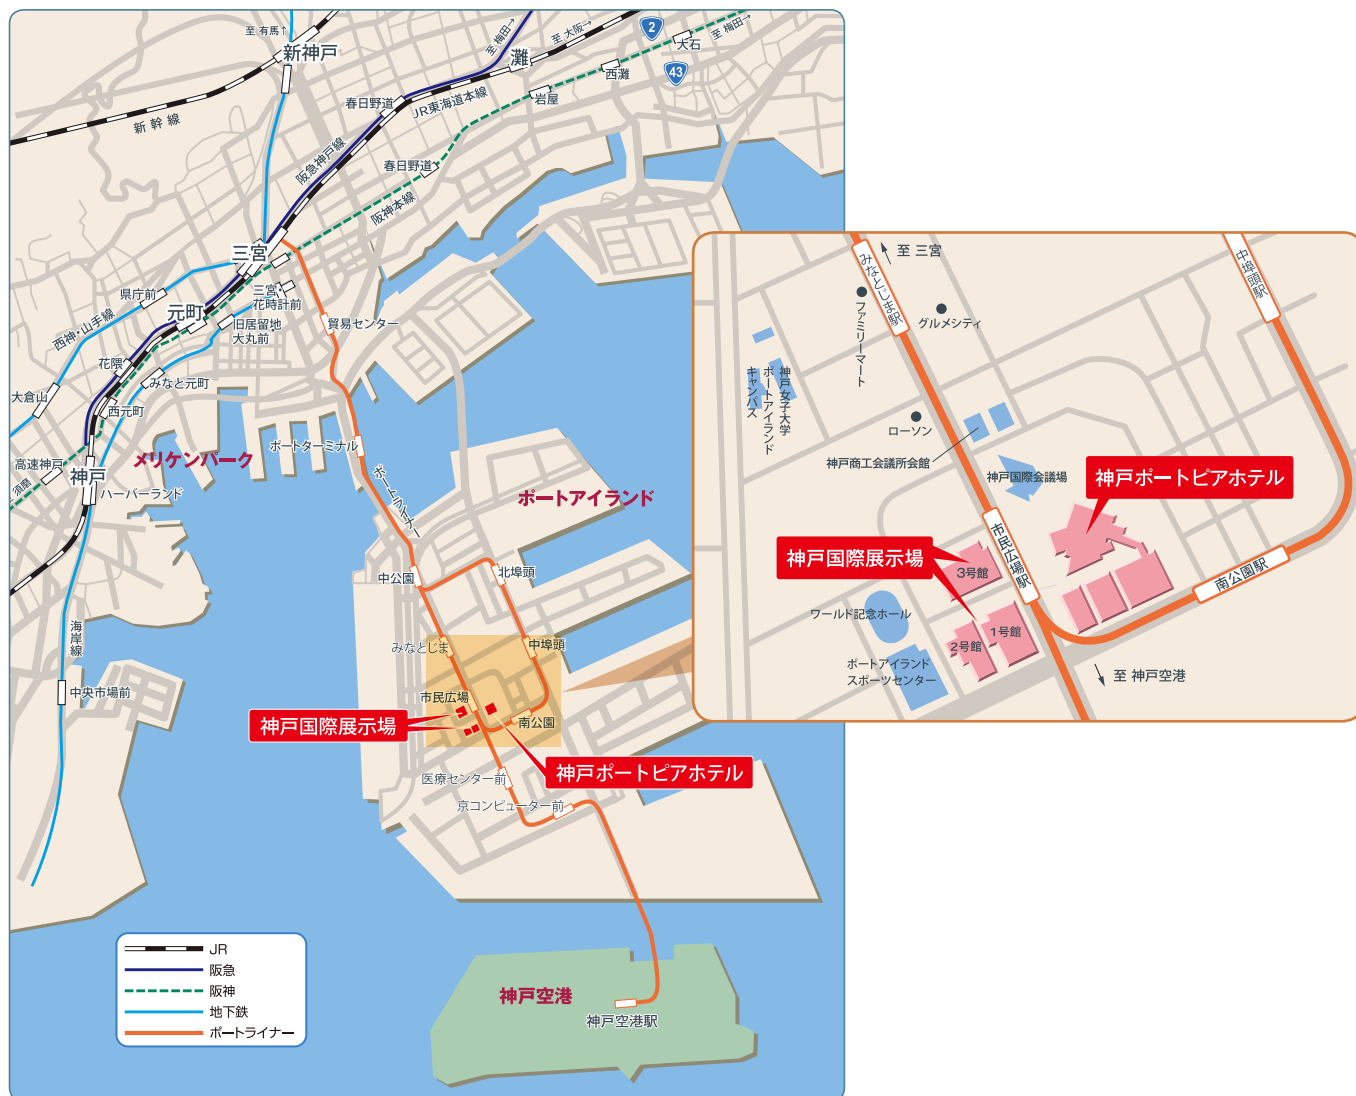 至 有馬↑
新神戸
至 梅田→
至 大阪→
2
至 梅田→
大石
灘
43
西灘
岩屋
春日野道
JR東海道本線
新幹線
阪急神戸線
春日野道
阪神本線
三宮
県庁前
三宮・
花時計前
西神・山手線
元町
旧居留地
大丸前
貿易センター
花隈
みなと元町
大倉山
西元町
メリケンパーク
ポートターミナル
高速神戸
神戸
須磨
ハーバーランド
ポートライナー
ポートアイランド
中公園
北埠頭
海岸線
みなとじま
中埠頭
中央市場前
市民広場
神戸国際展示場
南公園
医療センター前
神戸ポートピアホテル
京コンピューター前
神戸空港
神戸空港駅
JR
阪急
阪神
地下鉄
ポートライナー
みなとじま駅
至 三宮
中埠頭駅
ファミリーマート
グルメシティ
神戸女子大学
ポートアイランド
キャンパス
ローソン
神戸商工会議所会館
神戸国際会議場
神戸ポートピアホテル
市民広場駅
神戸国際展示場
3号館
南公園駅
ワールド記念ホール
1号館
2号館
ポートアイランド
スポーツセンター
至 神戸空港